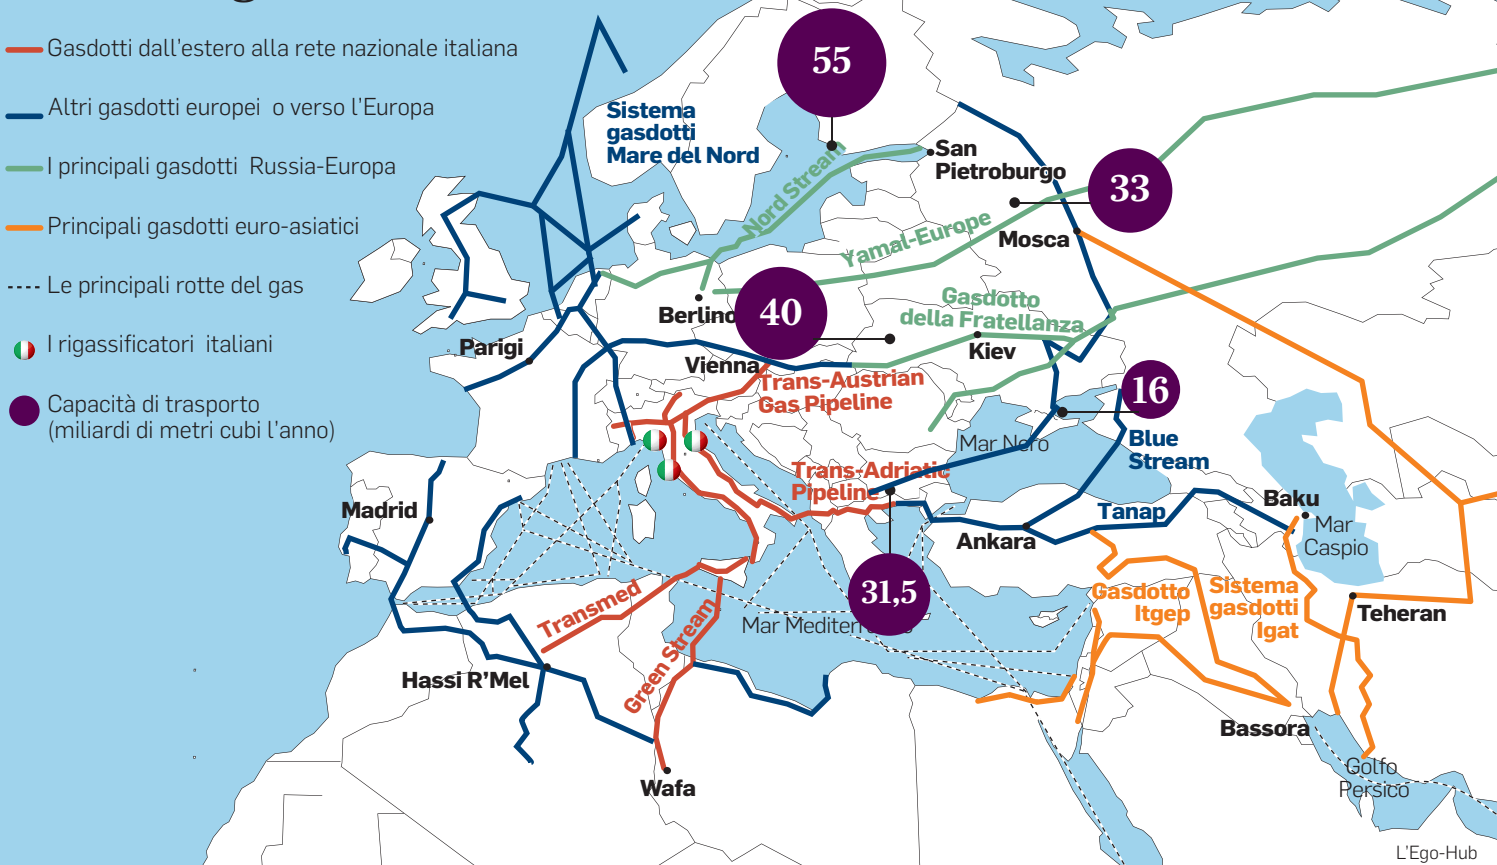 Gasdotti dall'estero alla rete nazionale italiana
Altri gasdotti europei o verso l'Europa
I principali gasdotti Russia-Europa
Principali gasdotti euro-asiatici
Le principali rotte del gas
I rigassificatori italiani
Capacità di trasporto
(miliardi di metri cubi l'anno)
55
Sistema
gasdotti
Mare del Nord
Nord Stream
San
Pietroburgo
33
Yamal-Europe
Mosca
Berlino
40
Gasdotto
della Fratellanza
Kiev
Parigi
Vienna
Trans-Austrian
Gas Pipeline
16
Mar Nero
Blue
Stream
Trans-Adriatic
Pipeline
Madrid
Ankara
Tanap
Baku
Mar
Caspio
31,5
Transmed
Green Stream
Gasdotto
Itgep
Sistema
gasdotti
Igat
Teheran
Hassi R'Mel
Bassora
Wafa
Golfo
Persico
L'Ego-Hub